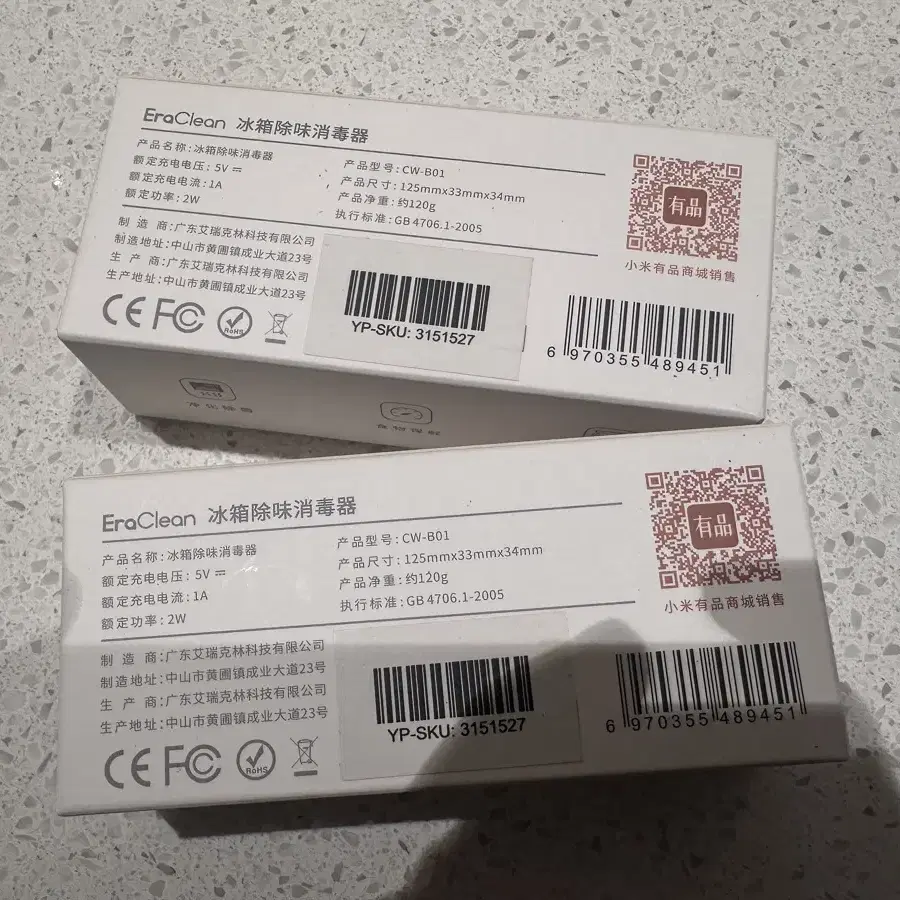 EraClean 冰箱除味消毒器
产品名称：冰箱除味消毒器
额定充电电压：5V ⎓
额定充电电流：1A
额定功率：2W
产品型号：CW-B01
产品尺寸：125mmx33mmx34mm
产品净重：约120g
执行标准：GB 4706.1-2005
制 造 商：广东艾瑞克林科技有限公司
制造地址：中山市黄圃镇成业大道23号
生 产 商：广东艾瑞克林科技有限公司
生产地址：中山市黄圃镇成业大道23号
CE FC RoHS
YP-SKU: 3151527
有品
小米有品商城销售
6 970355 489451
净化除菌
EraClean 冰箱除味消毒器
产品名称：冰箱除味消毒器
额定充电电压：5V ⎓
额定充电电流：1A
额定功率：2W
产品型号：CW-B01
产品尺寸：125mmx33mmx34mm
产品净重：约120g
执行标准：GB 4706.1-2005
制 造 商：广东艾瑞克林科技有限公司
制造地址：中山市黄圃镇成业大道23号
生 产 商：广东艾瑞克林科技有限公司
生产地址：中山市黄圃镇成业大道23号
CE FC RoHS
YP-SKU: 3151527
有品
小米有品商城销售
6 970355 489451